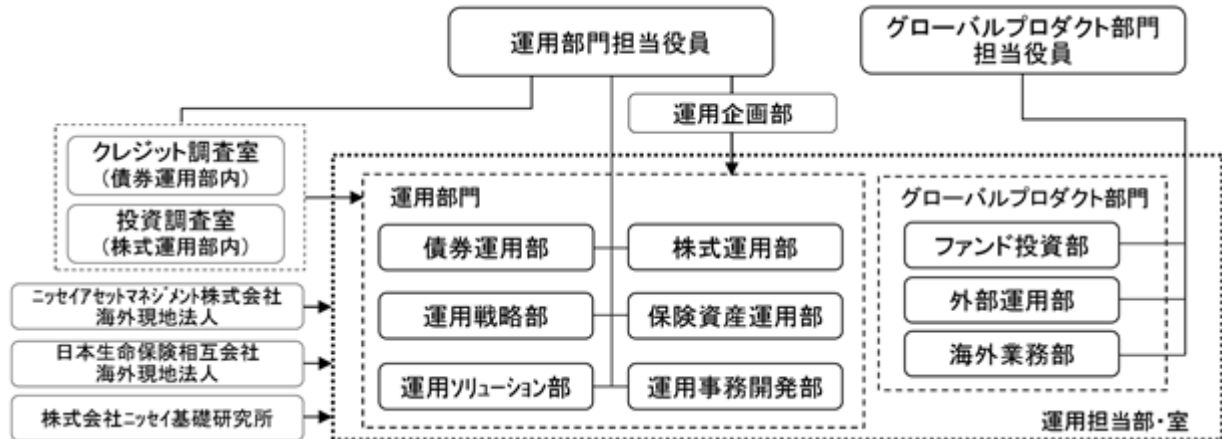 運用部門担当役員
グローバルプロダクト部門
担当役員
運用企画部
クレジット調査室
(債券運用部内)
投資調査室
(株式運用部内)
ニッセイアセットマネジメント株式会社
海外現地法人
日本生命保険相互会社
海外現地法人
株式会社ニッセイ基礎研究所
運用部門
債券運用部
株式運用部
運用戦略部
保険資産運用部
運用ソリューション部
運用事務開発部
グローバルプロダクト部門
ファンド投資部
外部運用部
海外業務部
運用担当部・室